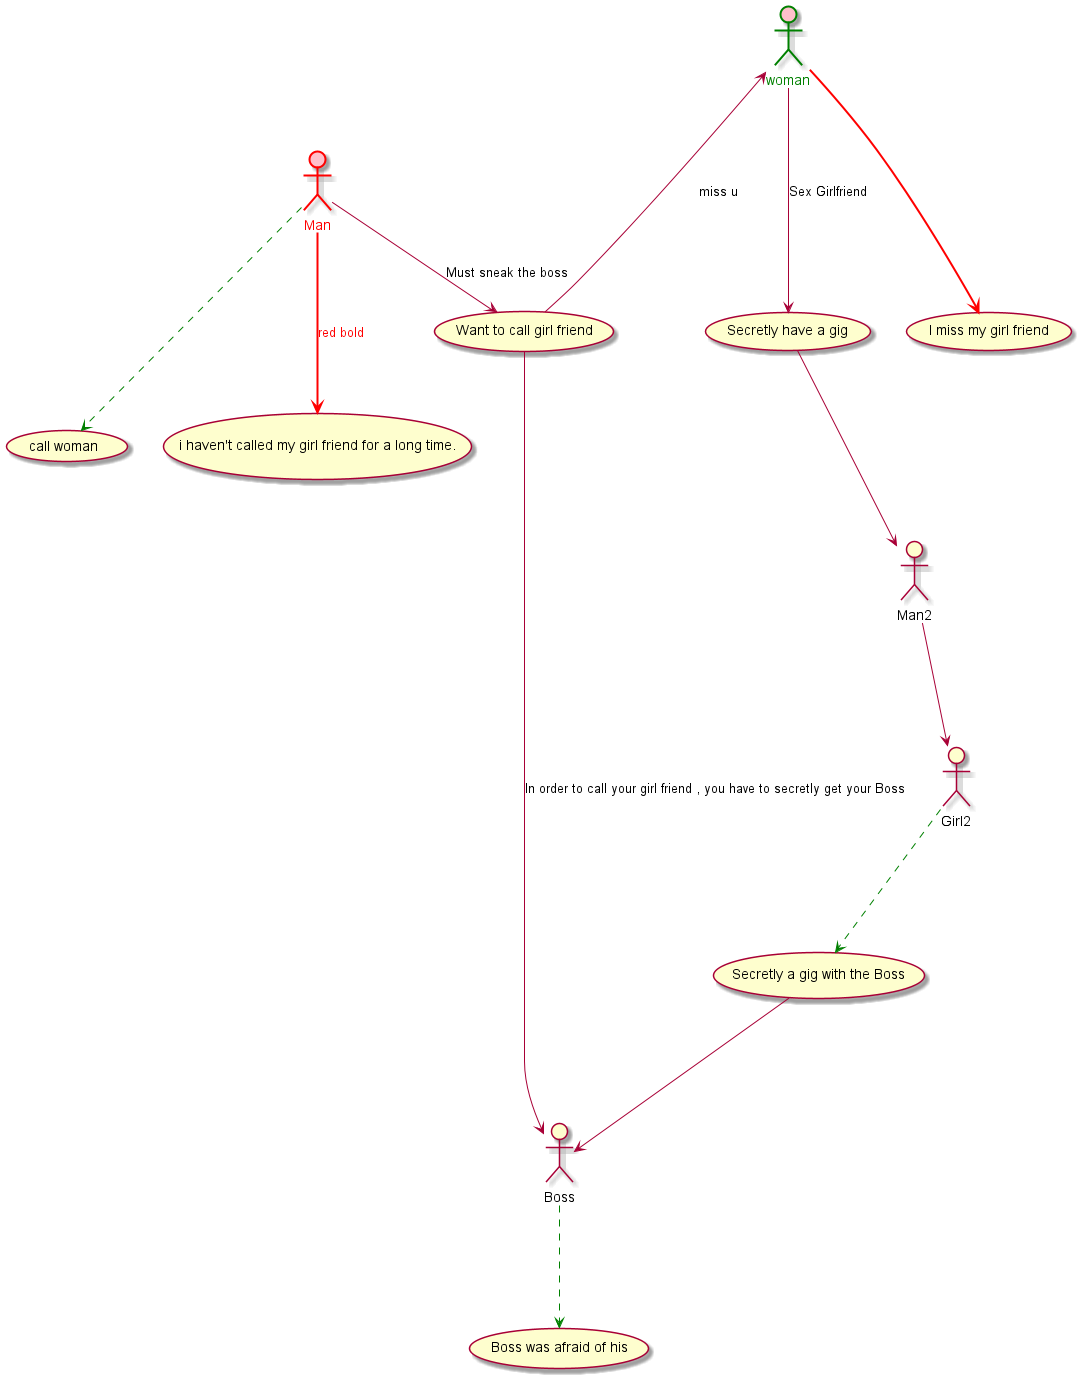 woman
miss u
Sex Girlfriend
Man
Must sneak the boss
red bold
Want to call girl friend
Secretly have a gig
I miss my girl friend
call woman
i haven't called my girl friend for a long time.
Man2
In order to call your girl friend , you have to secretly get your Boss
Girl2
Secretly a gig with the Boss
Boss
Boss was afraid of his